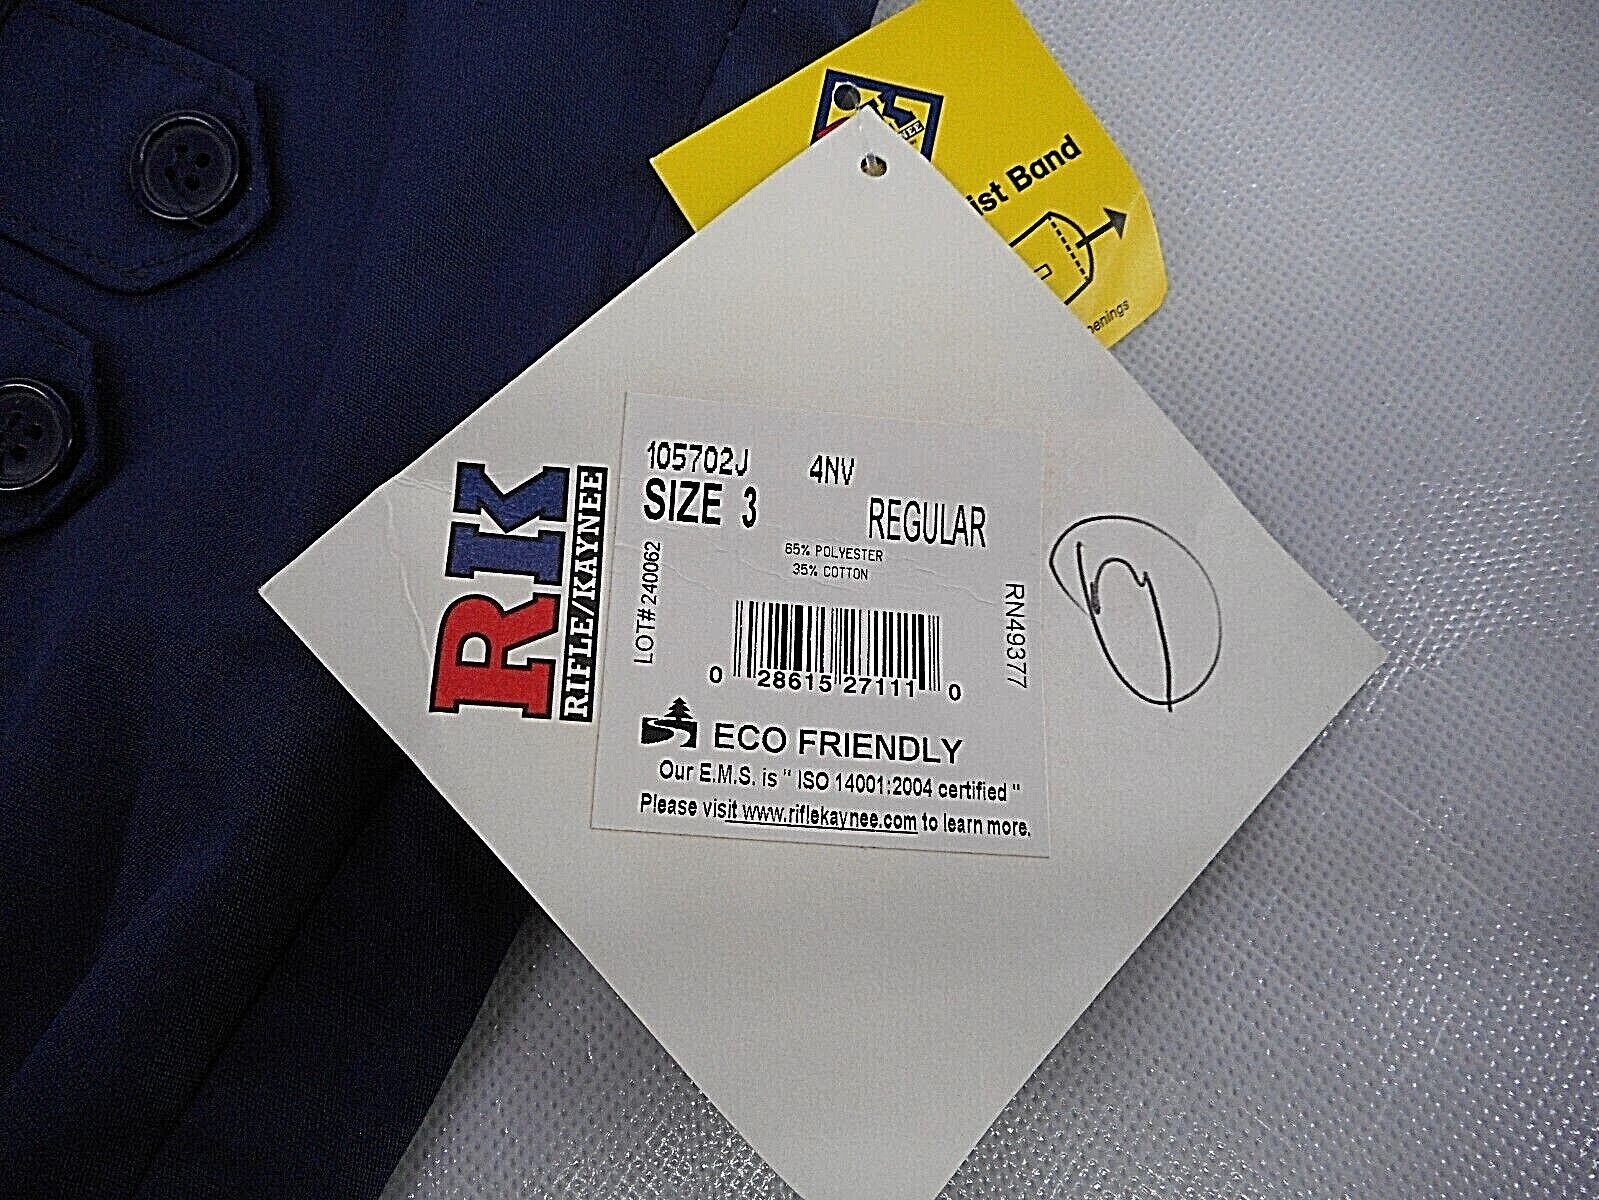 ist Band
enings
RK
RIFLE/KAYNEE
105702J 4NV
SIZE 3 REGULAR
65% POLYESTER
35% COTTON
LOT# 240062
RN49377
0 28615 27111 0
ECO FRIENDLY
Our E.M.S. is " ISO 14001:2004 certified "
Please visit www.riflekaynee.com to learn more.